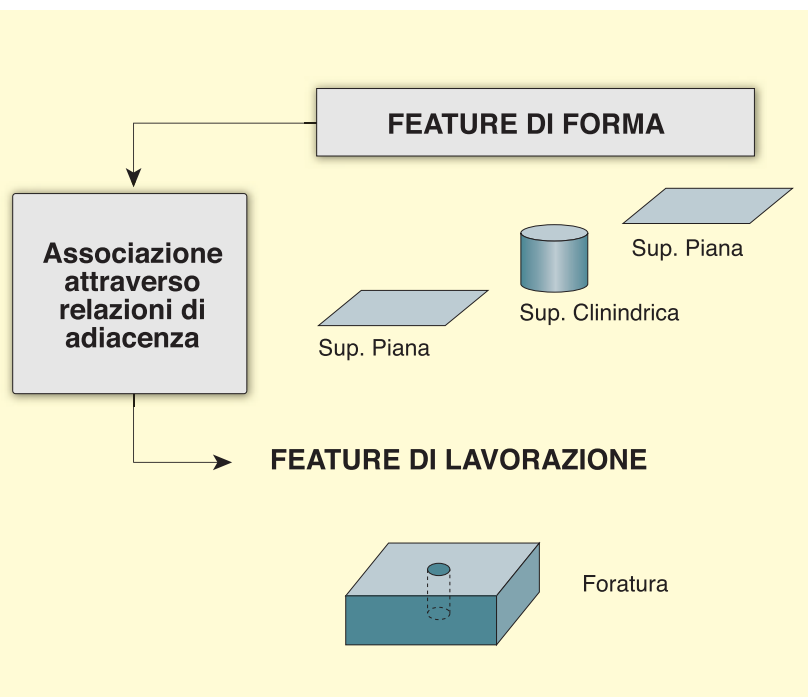 FEATURE DI FORMA
Associazione
attraverso
relazioni di
adiacenza
Sup. Piana
Sup. Clinindrica
Sup. Piana
FEATURE DI LAVORAZIONE
Foratura